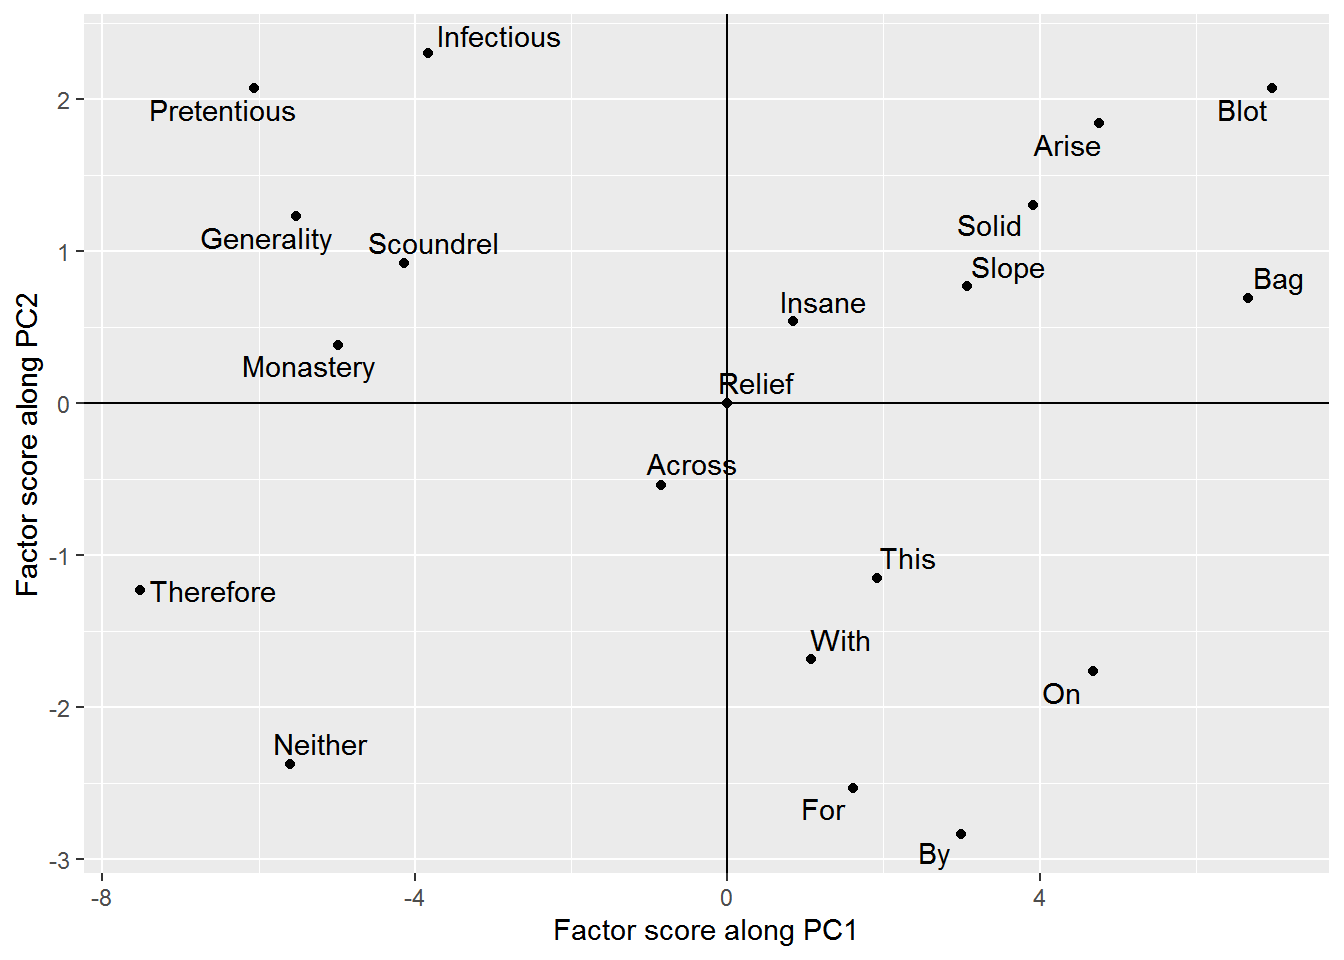 Infectious
Pretentious
Blot
Arise
Generality
Scoundrel
Solid
Slope
Bag
Insane
Monastery
Relief
Across
This
Therefore
With
On
Neither
For
By
2
1
0
-1
-2
-3
-8
-4
0
4
Factor score along PC1
Factor score along PC2